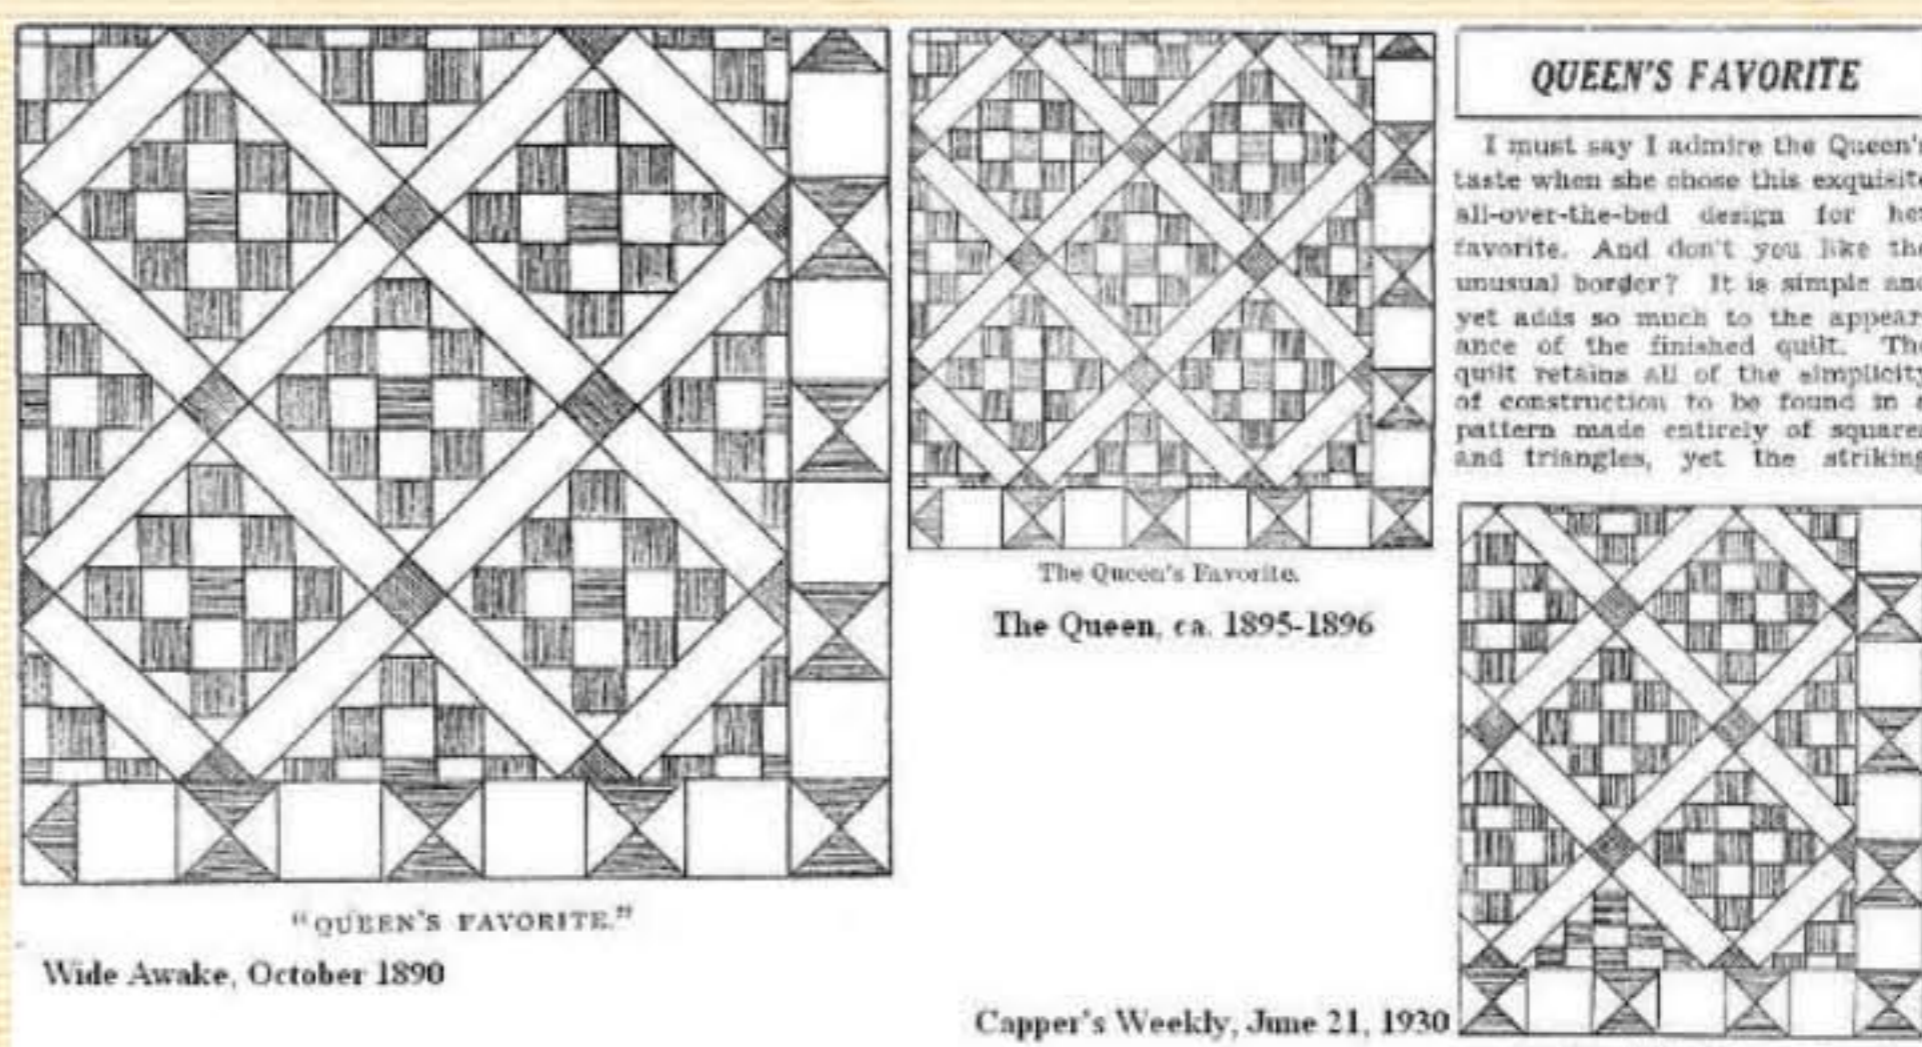 "QUEEN'S FAVORITE."
Wide Awake, October 1890
The Queen's Favorite.
The Queen, ca. 1895-1896
QUEEN'S FAVORITE
I must say I admire the Queen's
taste when she chose this exquisite
all-over-the-bed design for her
favorite. And don't you like the
unusual border? It is simple and
yet adds so much to the appear
ance of the finished quilt. The
quilt retains all of the simplicity
of construction to be found in a
pattern made entirely of squares
and triangles, yet the striking
Capper's Weekly, June 21, 1930